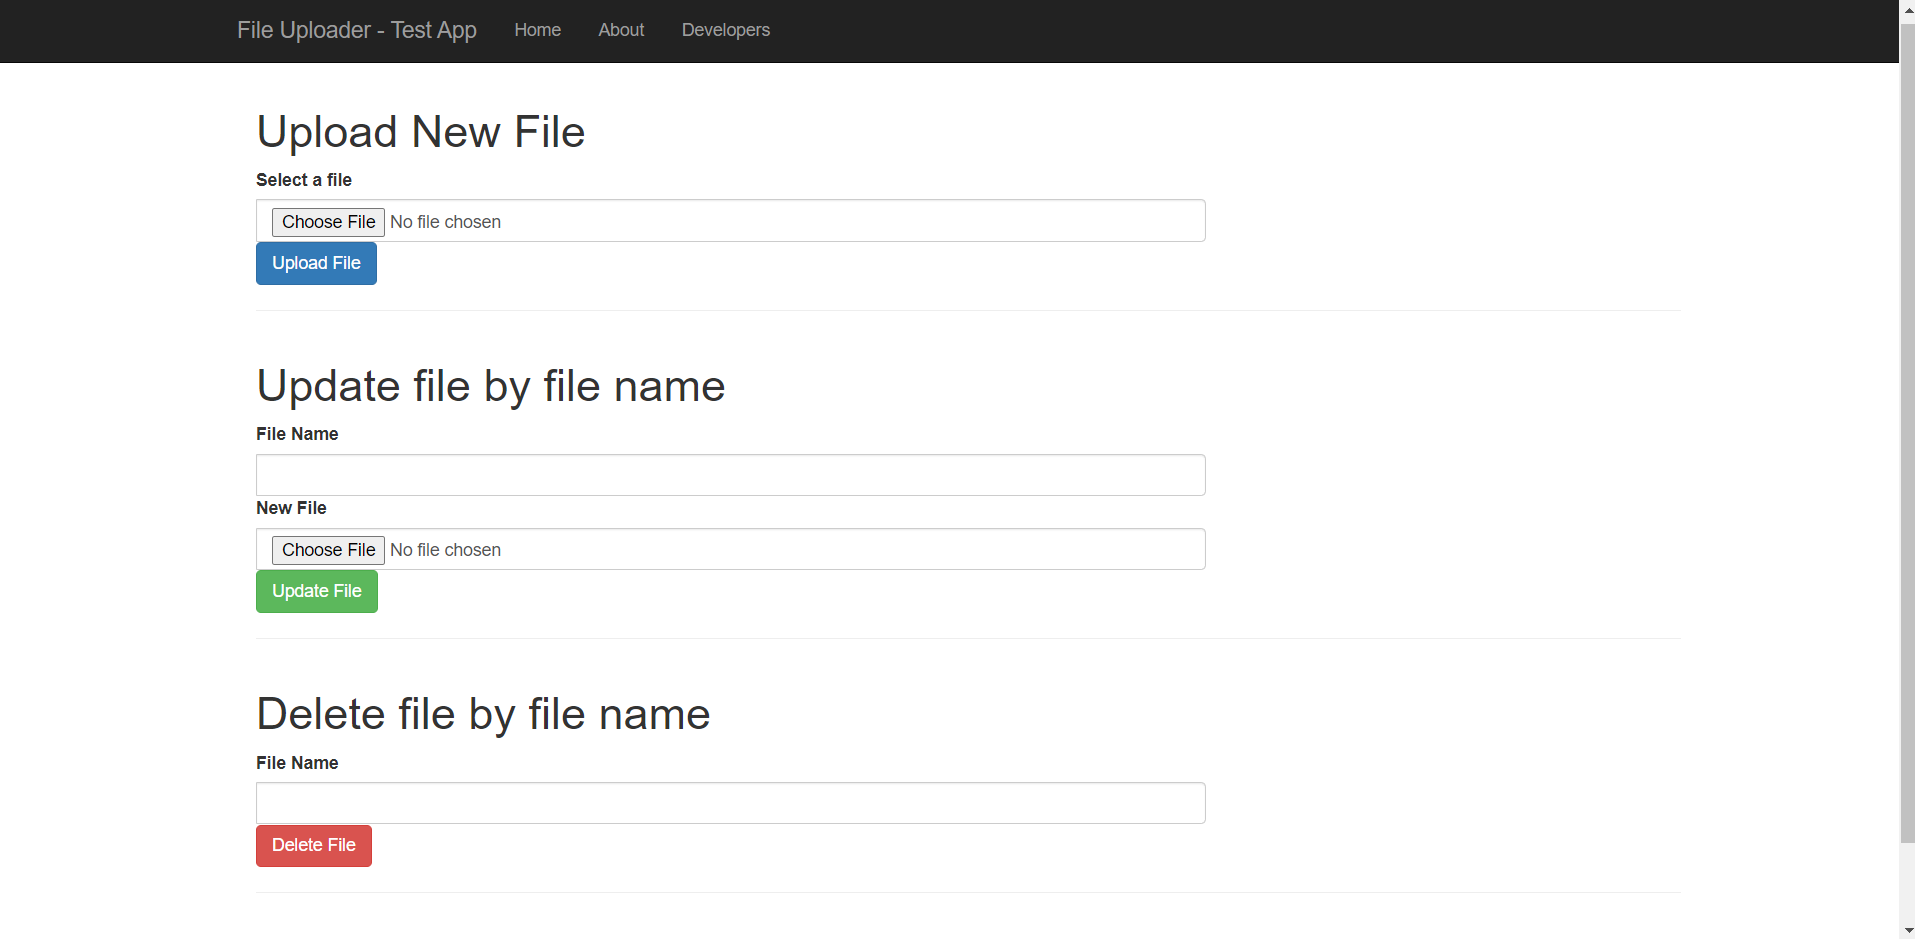 File Uploader - Test App Home About Developers
Upload New File
Select a file
Choose File No file chosen
Upload File
Update file by file name
File Name
New File
Choose File No file chosen
Update File
Delete file by file name
File Name
Delete File